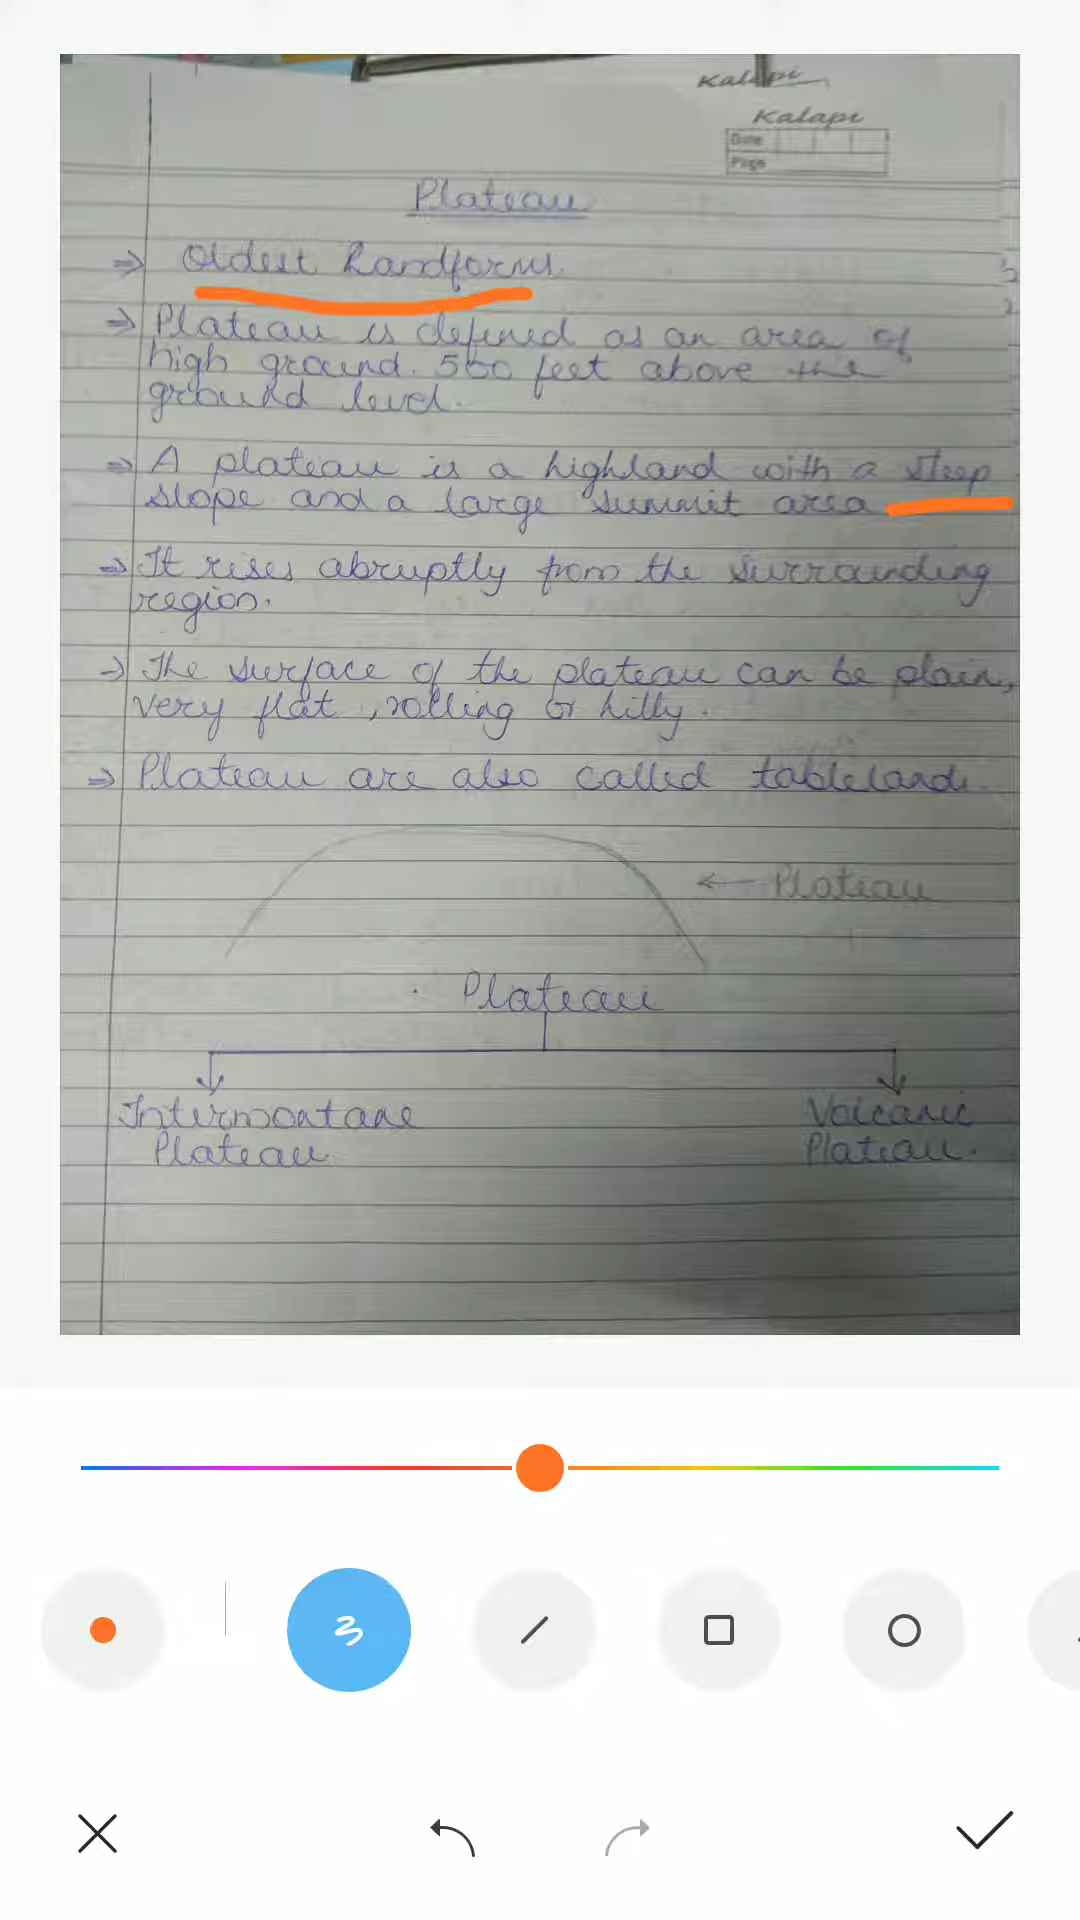 Kalapi
Kalapi
Date
Page
Plateau
⇒ Oldest Landforms.
⇒ Plateau is defined as an area of
high ground. 500 feet above the
ground level.
⇒ A plateau is a highland with a steep
slope and a large summit area
⇒ It rises abruptly from the surrounding
region.
⇒ The surface of the plateau can be plain,
very flat, rolling or hilly.
⇒ Plateau are also called tableland.
← Plateau
Plateau
Intermontane Volcanic
Plateau Plateau.